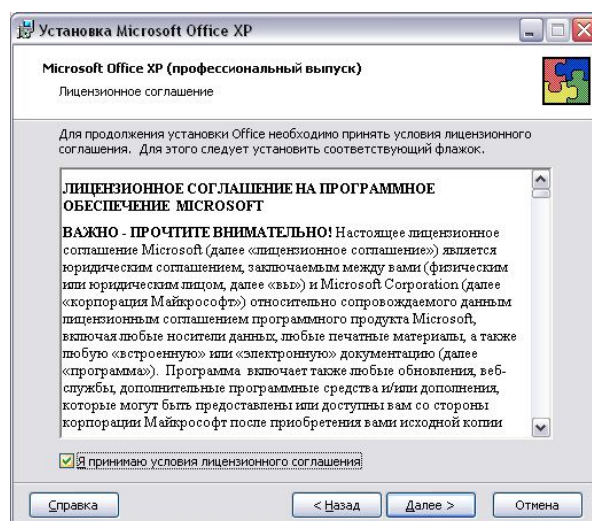 Установка Microsoft Office XP
Microsoft Office XP (профессиональный выпуск)
Лицензионное соглашение
Для продолжения установки Office необходимо принять условия лицензионного
соглашения. Для этого следует установить соответствующий флажок.
ЛИЦЕНЗИОННОЕ СОГЛАШЕНИЕ НА ПРОГРАММНОЕ
ОБЕСПЕЧЕНИЕ MICROSOFT
ВАЖНО - ПРОЧТИТЕ ВНИМАТЕЛЬНО! Настоящее лицензионное
соглашение Microsoft (далее «лицензионное соглашение») является
юридическим соглашением, заключаемым между вами (физическим
или юридическим лицом, далее «вы») и Microsoft Corporation (далее
«корпорация Майкрософт») относительно сопровождаемого данным
лицензионным соглашением программного продукта Microsoft,
включая любые носители данных, любые печатные материалы, а также
любую «встроенную» или «электронную» документацию (далее
«программа»). Программа включает также любые обновления, веб-
службы, дополнительные программные средства и/или дополнения,
которые могут быть предоставлены или доступны вам со стороны
корпорации Майкрософт после приобретения вами исходной копии
Я принимаю условия лицензионного соглашения
Справка
< Назад
Далее >
Отмена